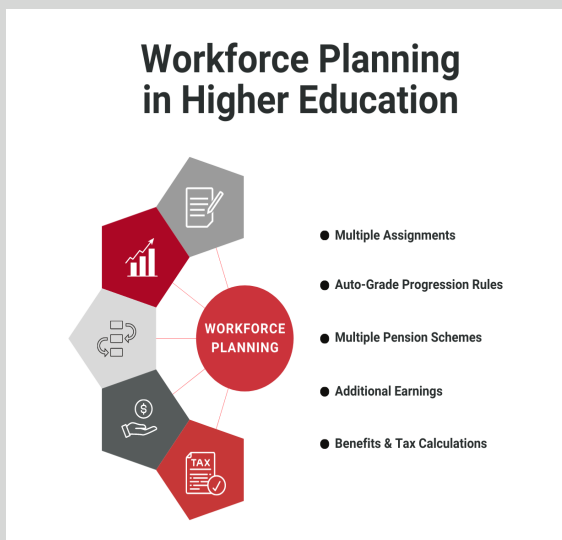 Workforce Planning
in Higher Education
WORKFORCE
PLANNING
$
TAX
Multiple Assignments
Auto-Grade Progression Rules
Multiple Pension Schemes
Additional Earnings
Benefits & Tax Calculations